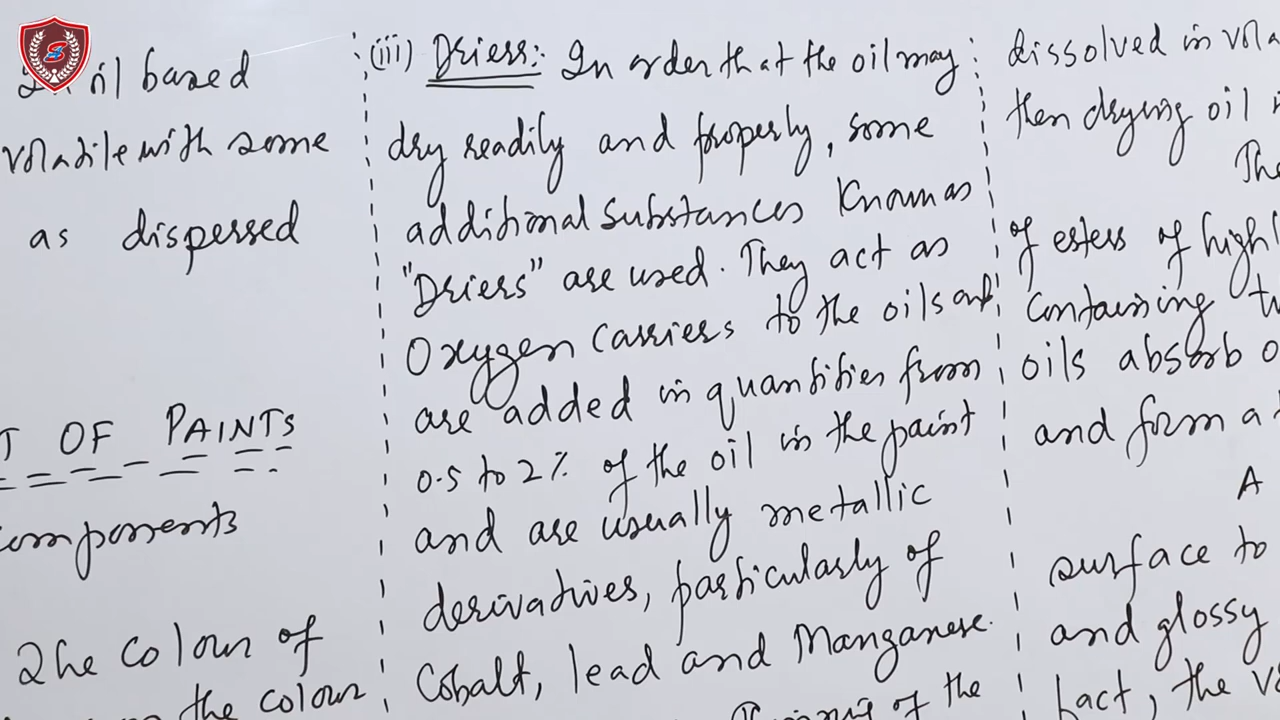 oil based
volatile with some
as dispersed
T OF PAINTS
components
The colour of
the colour
(iii) Driers: In order that the oil may
dry readily and properly, some
additional substances Known as
"Driers" are used. They act as
Oxygen carriers to the oils and
are added in quantities from
0.5 to 2% of the oil in the paint
and are usually metallic
derivatives, particularly of
Cobalt, lead and Manganese.
of the
dissolved in
then drying oil
The
of esters of
containing
oils absorb
and form a
A
surface to
and glossy
fact, the